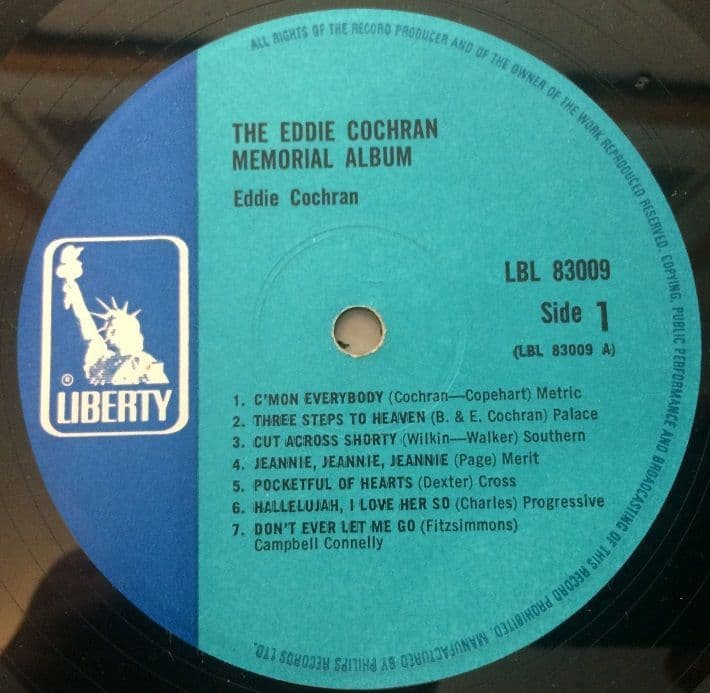 ALL RIGHTS OF THE RECORD PRODUCER AND OF THE OWNER OF THE WORK REPRODUCED RESERVED. COPYING, PUBLIC PERFORMANCE AND BROADCASTING OF THIS RECORD PROHIBITED. MANUFACTURED BY PHILIPS RECORDS LTD.
THE EDDIE COCHRAN
MEMORIAL ALBUM
Eddie Cochran
LBL 83009
Side 1
(LBL 83009 A)
®
LIBERTY
1. C'MON EVERYBODY (Cochran—Copehart) Metric
2. THREE STEPS TO HEAVEN (B. & E. Cochran) Palace
3. CUT ACROSS SHORTY (Wilkin—Walker) Southern
4. JEANNIE, JEANNIE, JEANNIE (Page) Merit
5. POCKETFUL OF HEARTS (Dexter) Cross
6. HALLELUJAH, I LOVE HER SO (Charles) Progressive
7. DON'T EVER LET ME GO (Fitzsimmons)
Campbell Connelly